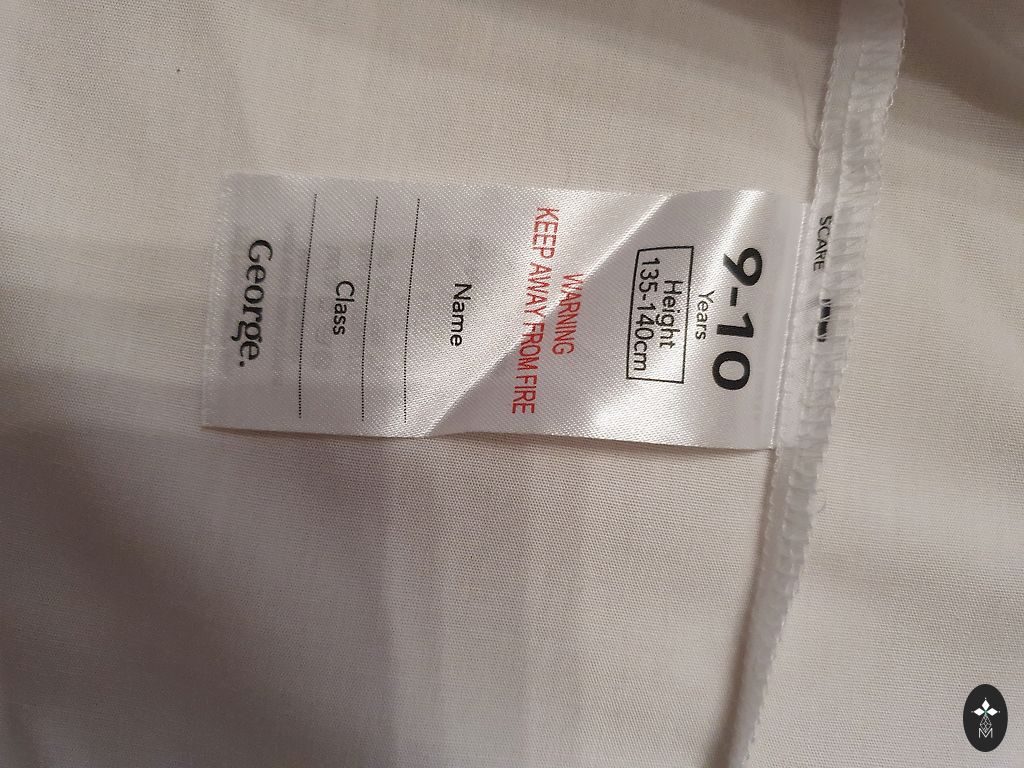 9-10
Years
Height
135-140cm
WARNING
KEEP AWAY FROM FIRE
Name
Class
George.
SCARE
M